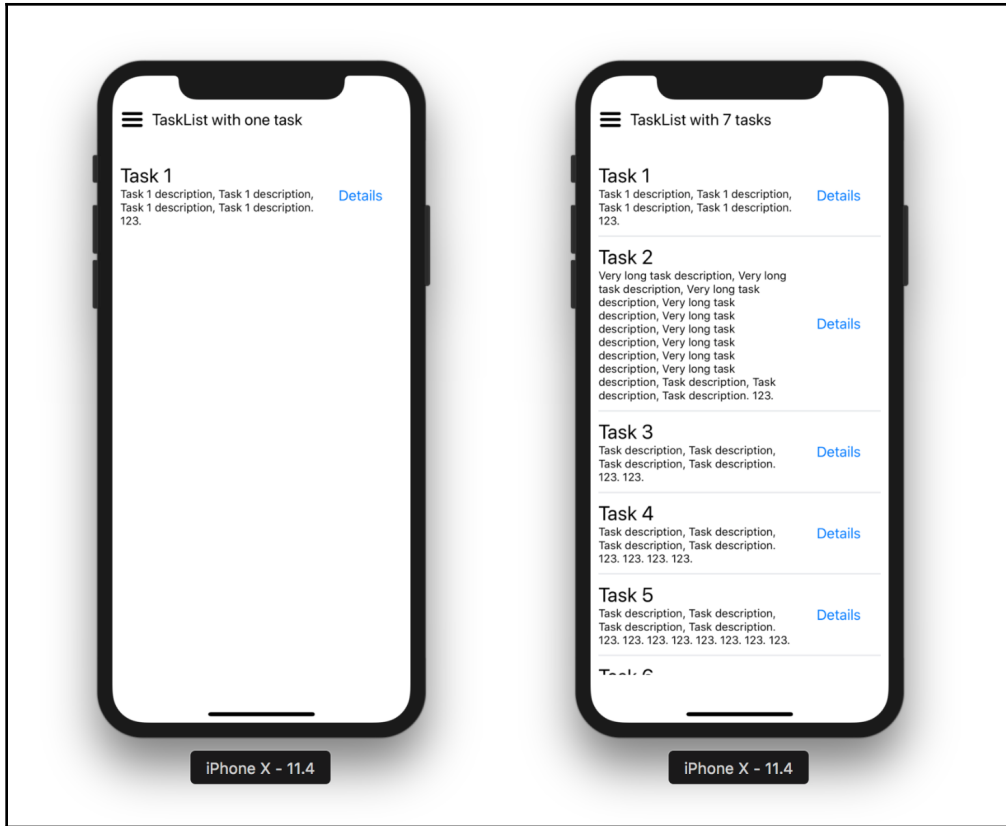 TaskList with one task
Task 1
Task 1 description, Task 1 description,
Task 1 description, Task 1 description.
123.
Details
iPhone X - 11.4
TaskList with 7 tasks
Task 1
Task 1 description, Task 1 description,
Task 1 description, Task 1 description.
123.
Details
Task 2
Very long task description, Very long
task description, Very long task
description, Very long task
description, Very long task
description, Very long task
description, Very long task
description, Very long task
description, Very long task
description, Task description, Task
description, Task description. 123.
Details
Task 3
Task description, Task description,
Task description, Task description.
123. 123.
Details
Task 4
Task description, Task description,
Task description, Task description.
123. 123. 123. 123.
Details
Task 5
Task description, Task description,
Task description, Task description.
123. 123. 123. 123. 123. 123. 123. 123.
Details
Task 6
iPhone X - 11.4